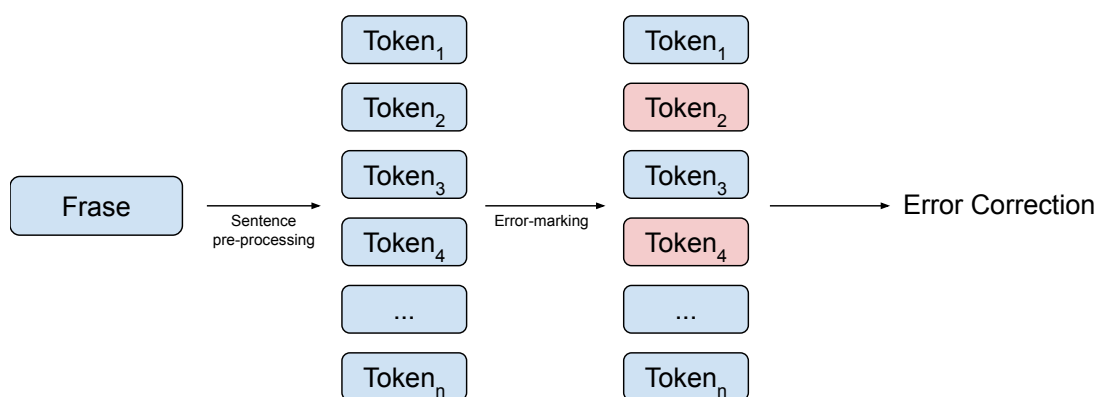 Frase
Sentence
pre-processing
Token₁
Token₂
Token₃
Token₄
...
Tokenₙ
Error-marking
Token₁
Token₂
Token₃
Token₄
...
Tokenₙ
Error Correction